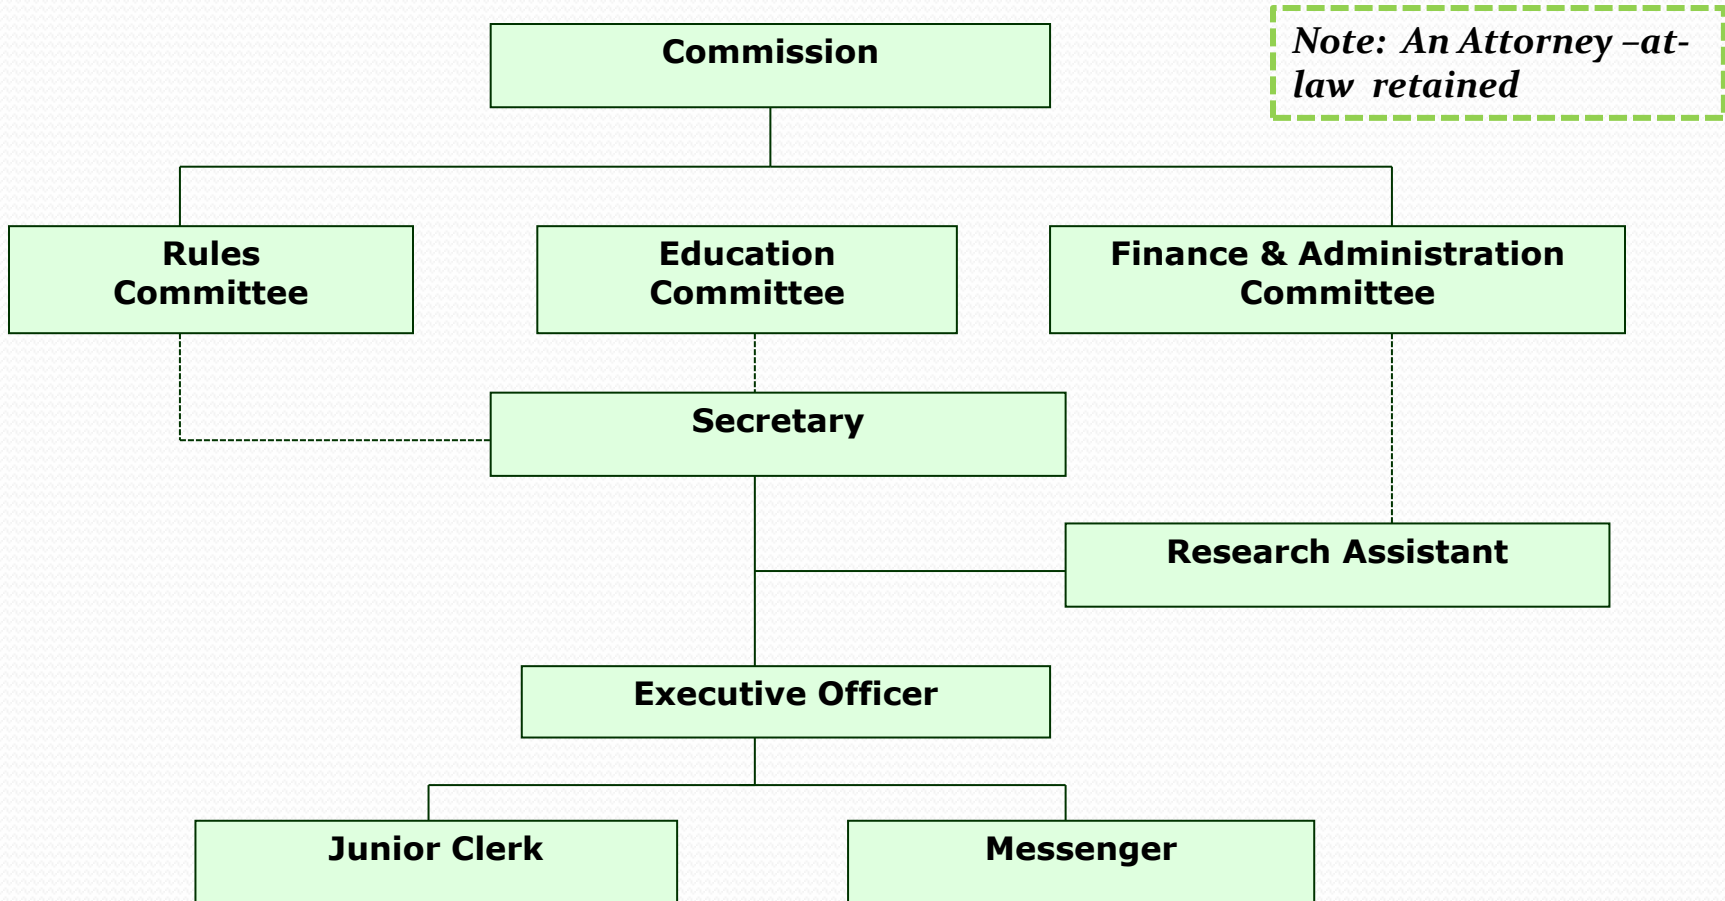 Commission
Note: An Attorney –at-
law retained
Rules
Committee
Education
Committee
Finance & Administration
Committee
Secretary
Research Assistant
Executive Officer
Junior Clerk
Messenger